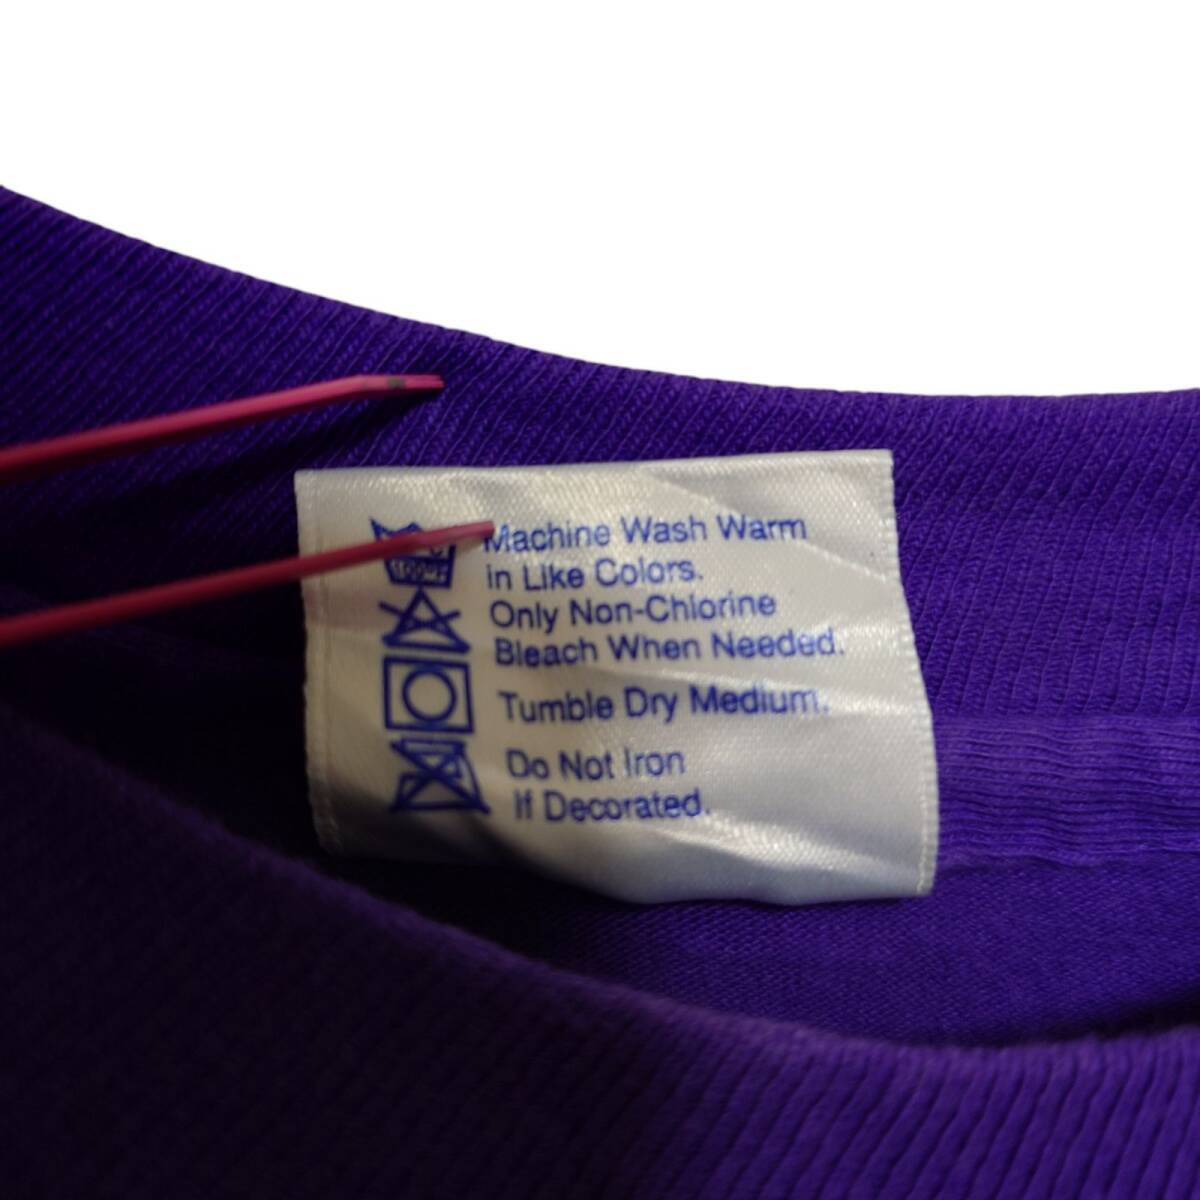 Machine Wash Warm
in Like Colors.
Only Non-Chlorine
Bleach When Needed.
Tumble Dry Medium.
Do Not Iron
If Decorated.